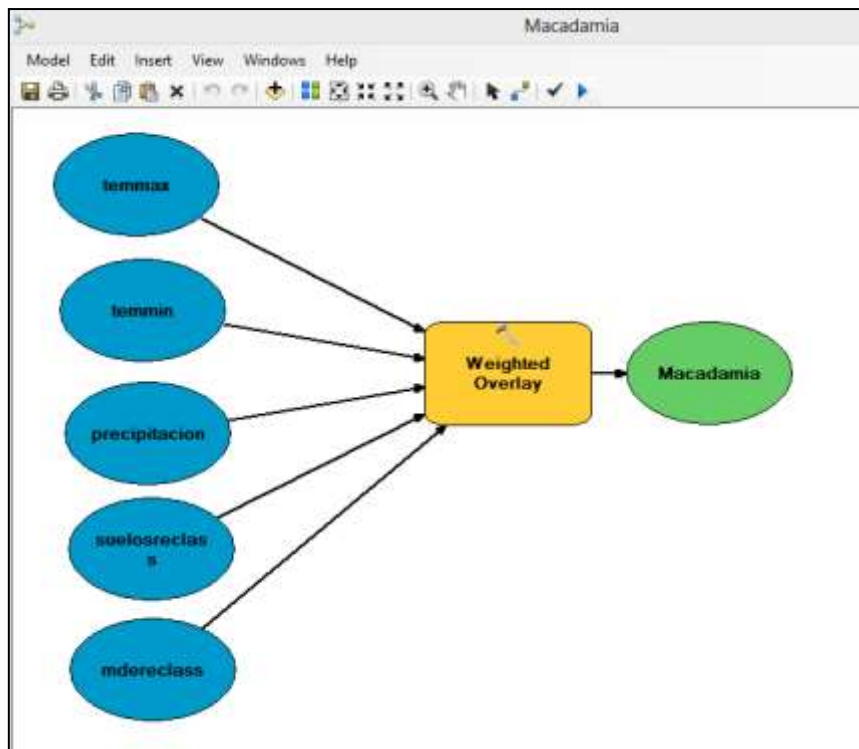 Macadamia
Model Edit Insert View Windows Help
temmax
temmin
precipitacion
suelosreclas
s
mdereclass
Weighted
Overlay
Macadamia